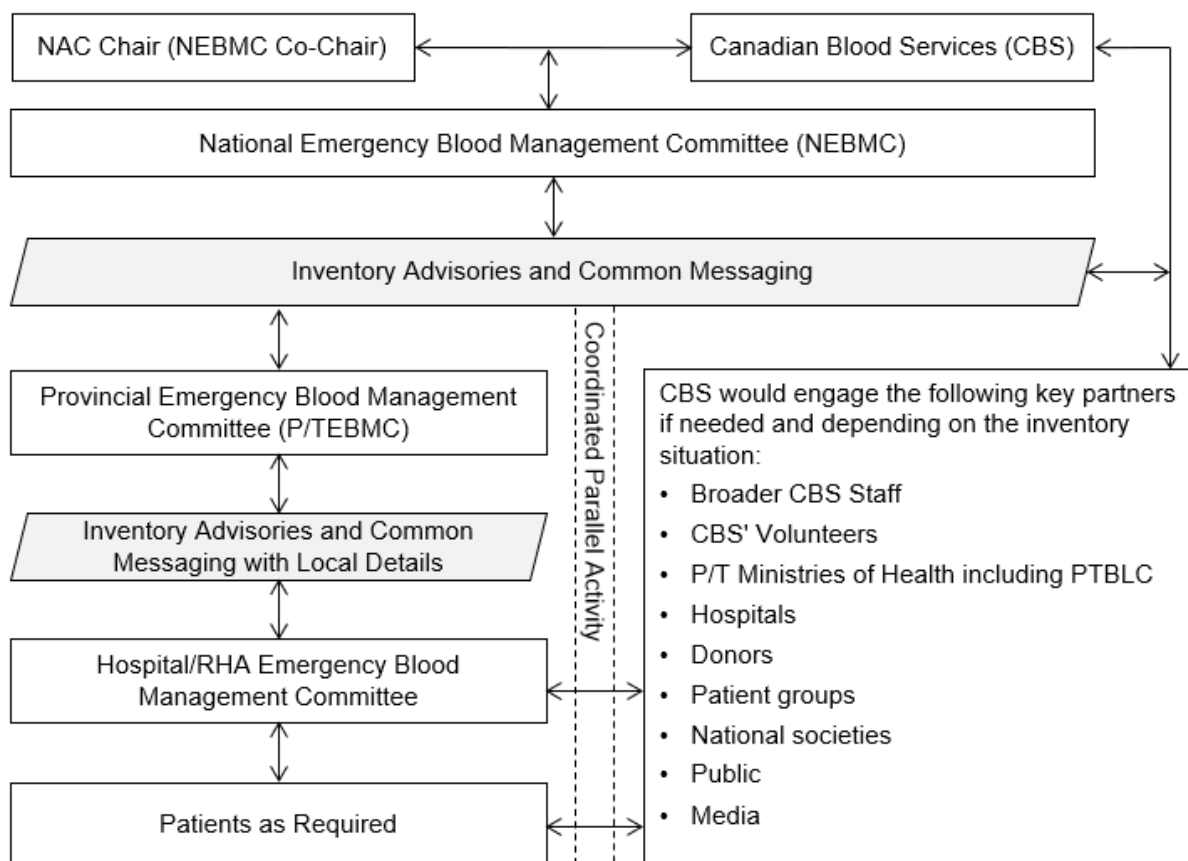 NAC Chair (NEBMC Co-Chair)
Canadian Blood Services (CBS)
National Emergency Blood Management Committee (NEBMC)
Inventory Advisories and Common Messaging
Coordinated Parallel Activity
Provincial Emergency Blood Management
Committee (P/TEBMC)
Inventory Advisories and Common
Messaging with Local Details
Hospital/RHA Emergency Blood
Management Committee
Patients as Required
CBS would engage the following key partners
if needed and depending on the inventory
situation:
• Broader CBS Staff
• CBS' Volunteers
• P/T Ministries of Health including PTBLC
• Hospitals
• Donors
• Patient groups
• National societies
• Public
• Media